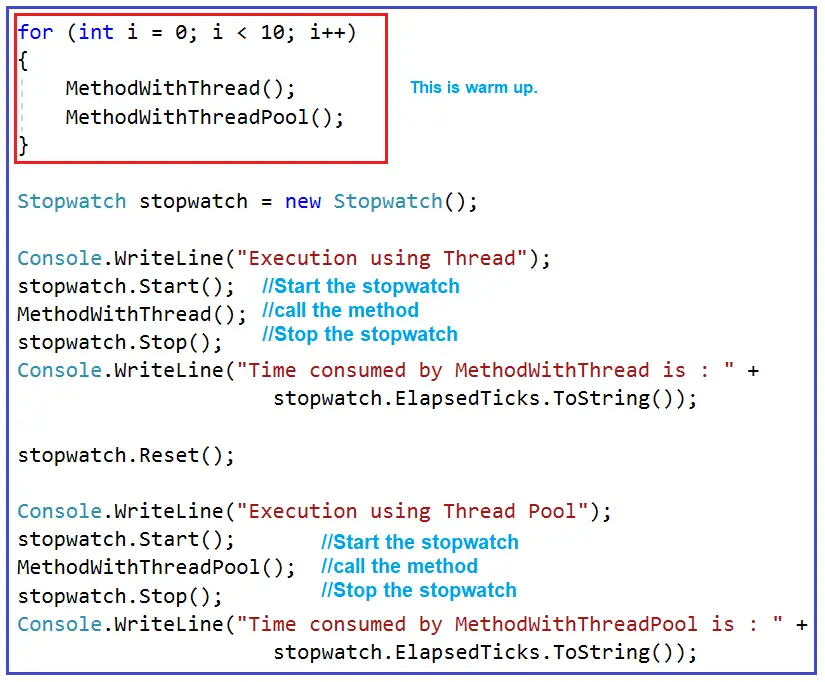 for (int i = 0; i < 10; i++)
{
    MethodWithThread();
    MethodWithThreadPool();
}
This is warm up.
Stopwatch stopwatch = new Stopwatch();
Console.WriteLine("Execution using Thread");
stopwatch.Start(); //Start the stopwatch
MethodWithThread(); //call the method
stopwatch.Stop(); //Stop the stopwatch
Console.WriteLine("Time consumed by MethodWithThread is : " +
                     stopwatch.ElapsedTicks.ToString());
stopwatch.Reset();
Console.WriteLine("Execution using Thread Pool");
stopwatch.Start(); //Start the stopwatch
MethodWithThreadPool(); //call the method
stopwatch.Stop(); //Stop the stopwatch
Console.WriteLine("Time consumed by MethodWithThreadPool is : " +
                     stopwatch.ElapsedTicks.ToString());